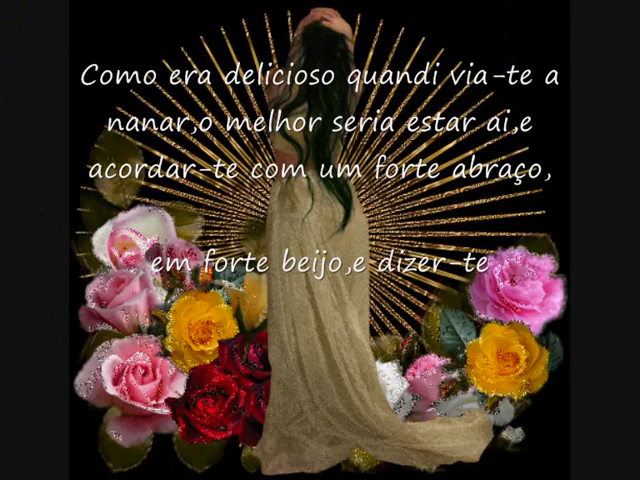 Como era delicioso quandi via-te a
nanar,o melhor seria estar ai,e
acordar-te com um forte abraço,
em forte beijo,e dizer-te